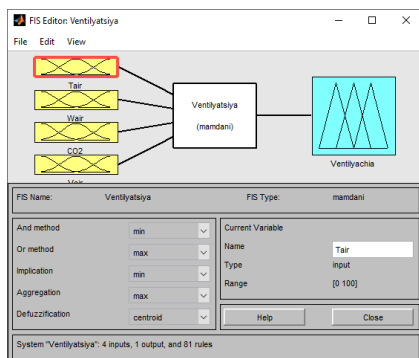 FIS Editor: Ventilyatsiya
File Edit View
Tair
Wair
CO2
Ventilyatsiya
(mamdani)
Ventilyachia
FIS Name: Ventilyatsiya FIS Type: mamdani
And method min
Or method max
Implication min
Aggregation max
Defuzzification centroid
Current Variable
Name Tair
Type input
Range [0 100]
Help Close
System "Ventilyatsiya": 4 inputs, 1 output, and 81 rules